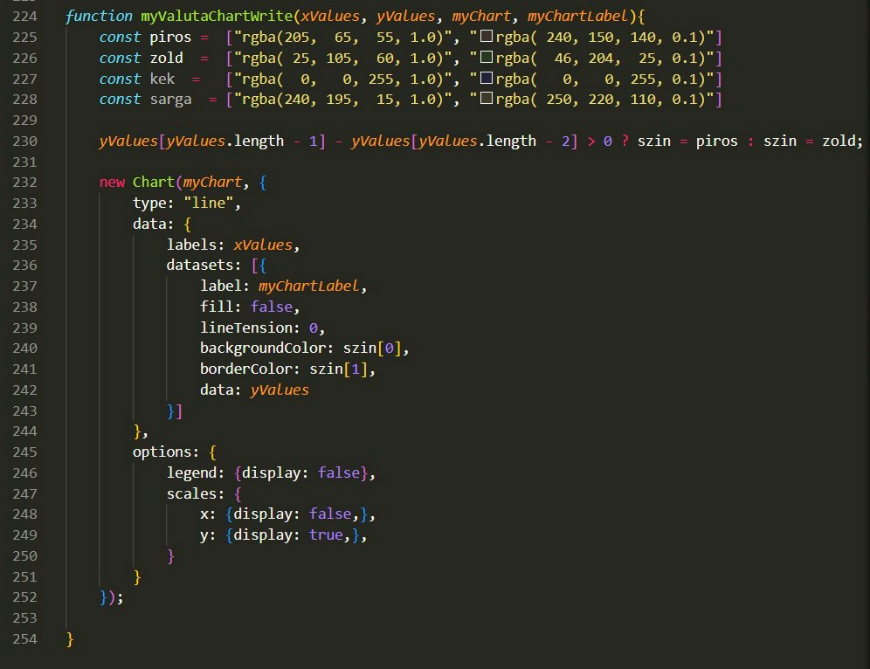 224 function myValutaChartWrite(xValues, yValues, myChart, myChartLabel){
225 const piros = ["rgba(205, 65, 55, 1.0)", "rgba( 240, 150, 140, 0.1)"]
226 const zold = ["rgba( 25, 105, 60, 1.0)", "rgba( 46, 204, 25, 0.1)"]
227 const kek = ["rgba( 0, 0, 255, 1.0)", "rgba( 0, 0, 255, 0.1)"]
228 const sarga = ["rgba(240, 195, 15, 1.0)", "rgba( 250, 220, 110, 0.1)"]
229
230 yValues[yValues.length - 1] - yValues[yValues.length - 2] > 0 ? szin = piros : szin = zold;
231
232 new Chart(myChart, {
233 type: "line",
234 data: {
235 labels: xValues,
236 datasets: [{
237 label: myChartLabel,
238 fill: false,
239 lineTension: 0,
240 backgroundColor: szin[0],
241 borderColor: szin[1],
242 data: yValues
243 }]
244 },
245 options: {
246 legend: {display: false},
247 scales: {
248 x: {display: false,},
249 y: {display: true,},
250 }
251 }
252 });
253
254 }